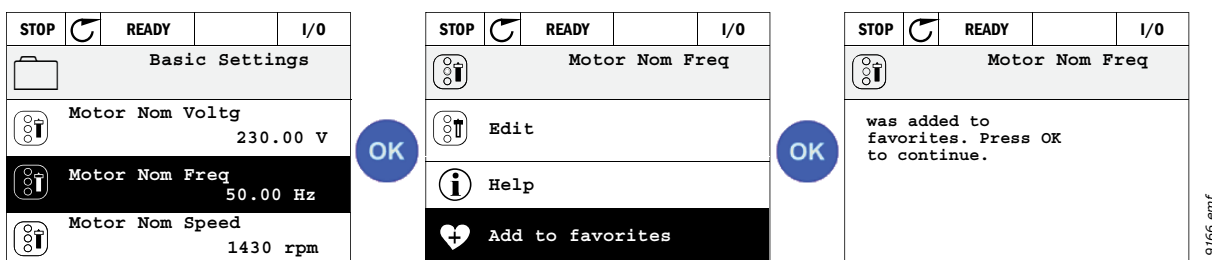 STOP READY I/O
Basic Settings
Motor Nom Voltg
230.00 V
Motor Nom Freq
50.00 Hz
Motor Nom Speed
1430 rpm
OK
STOP READY I/O
Motor Nom Freq
Edit
Help
Add to favorites
OK
STOP READY I/O
Motor Nom Freq
was added to
favorites. Press OK
to continue.
9166.emf